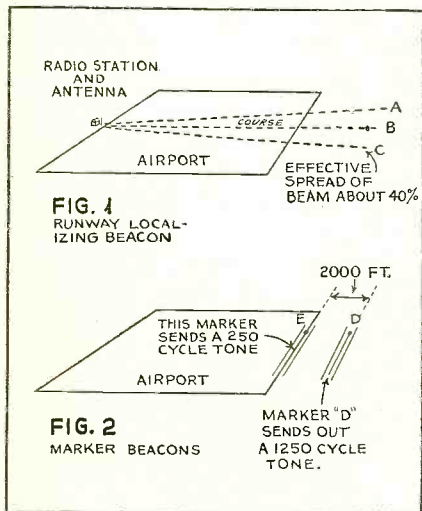 RADIO STATION
AND
ANTENNA
A
COURSE
B
C
AIRPORT
EFFECTIVE
SPREAD OF
BEAM ABOUT 40%
FIG. 1
RUNWAY LOCAL-
IZING BEACON
2000 FT.
E
D
THIS MARKER
SENDS A 250
CYCLE TONE
AIRPORT
MARKER "D"
SENDS OUT
A 1250 CYCLE
TONE.
FIG. 2
MARKER BEACONS